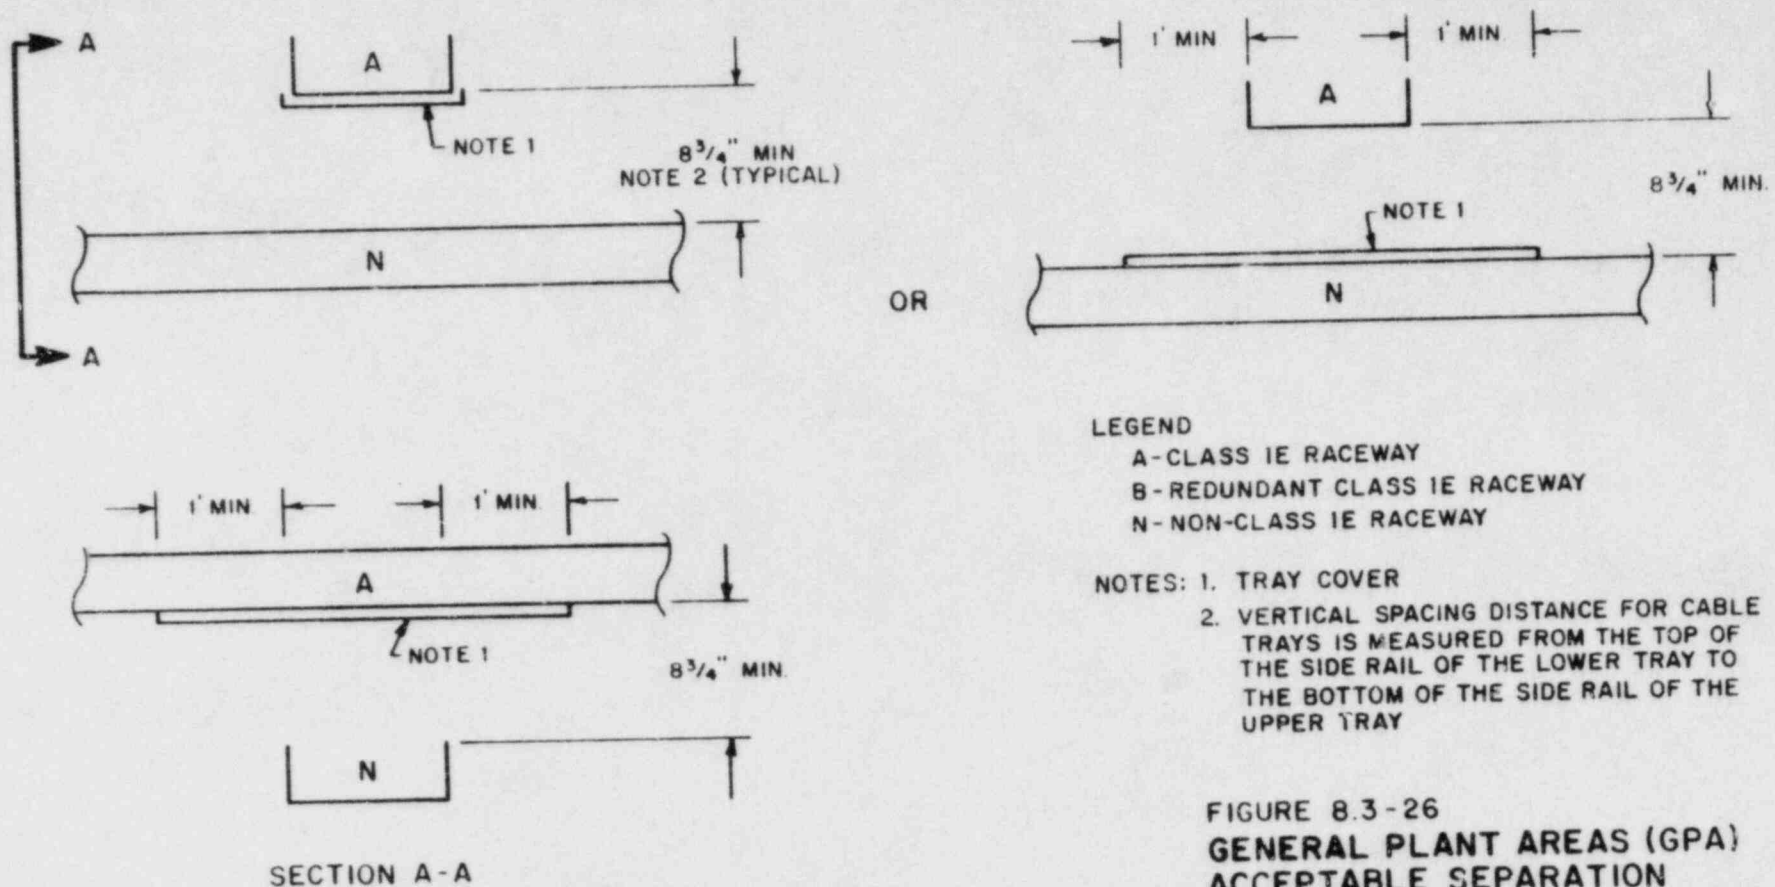 A
A
NOTE 1
8 3/4" MIN
NOTE 2 (TYPICAL)
N
A
OR
1' MIN
1' MIN.
A
8 3/4" MIN.
NOTE 1
N
1' MIN.
1' MIN.
A
NOTE 1
8 3/4" MIN.
N
SECTION A-A
LEGEND
A-CLASS 1E RACEWAY
B-REDUNDANT CLASS 1E RACEWAY
N-NON-CLASS 1E RACEWAY
NOTES: 1. TRAY COVER
2. VERTICAL SPACING DISTANCE FOR CABLE
TRAYS IS MEASURED FROM THE TOP OF
THE SIDE RAIL OF THE LOWER TRAY TO
THE BOTTOM OF THE SIDE RAIL OF THE
UPPER TRAY
FIGURE 8.3-26
GENERAL PLANT AREAS (GPA)
ACCEPTABLE SEPARATION